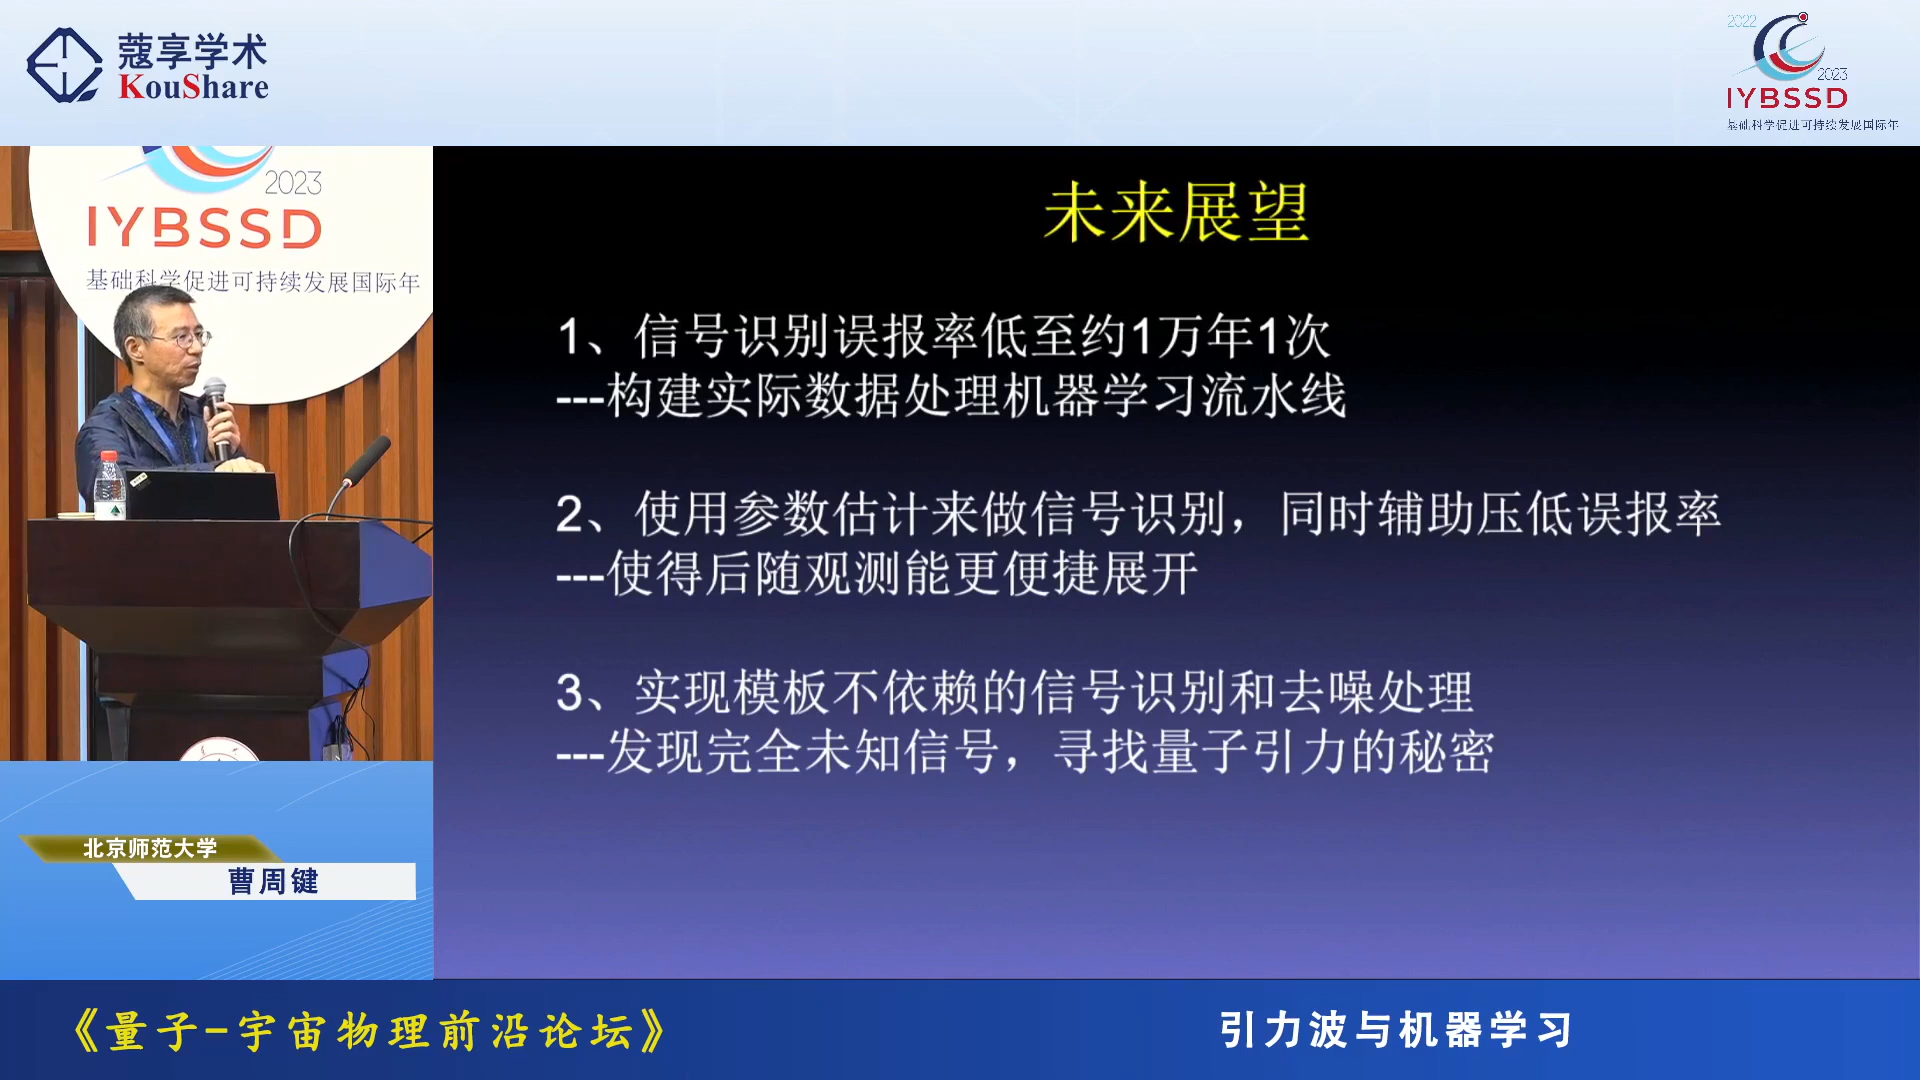 蔻享学术
KouShare
2022
2023
IYBSSD
基础科学促进可持续发展国际年
2023
IYBSSD
基础科学促进可持续发展国际年
未来展望
1、信号识别误报率低至约1万年1次
---构建实际数据处理机器学习流水线
2、使用参数估计来做信号识别，同时辅助压低误报率
---使得后随观测能更便捷展开
3、实现模板不依赖的信号识别和去噪处理
---发现完全未知信号，寻找量子引力的秘密
北京师范大学
曹周键
《量子-宇宙物理前沿论坛》
引力波与机器学习